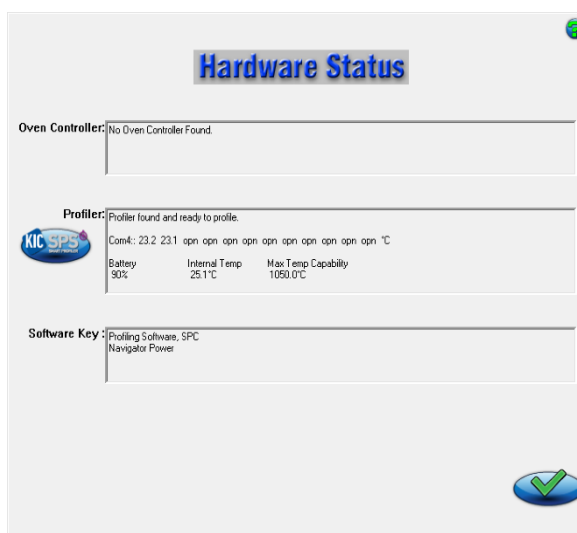 Hardware Status
Oven Controller:
No Oven Controller Found.
Profiler:
Profiler found and ready to profile.
KIC SPS
Com4:: 23.2 23.1 opn opn opn opn opn opn opn opn opn opn °C
Battery Internal Temp Max Temp Capability
90% 25.1°C 1050.0°C
Software Key :
Profiling Software, SPC
Navigator Power